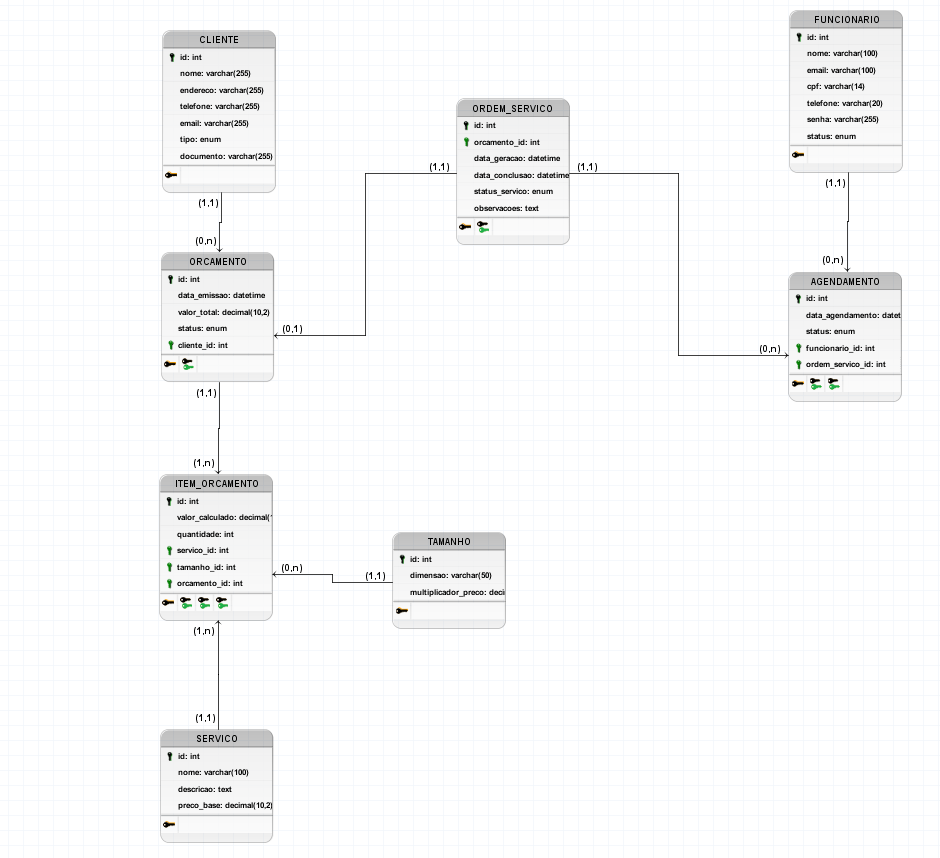 CLIENTE
id: int
nome: varchar(255)
endereco: varchar(255)
telefone: varchar(255)
email: varchar(255)
tipo: enum
documento: varchar(255)
(1,1)
(0,n)
ORCAMENTO
id: int
data_emissao: datetime
valor_total: decimal(10,2)
status: enum
cliente_id: int
(0,1)
(1,1)
(1,n)
ITEM_ORCAMENTO
id: int
valor_calculado: decimal(
quantidade: int
servico_id: int
tamanho_id: int
orcamento_id: int
(0,n)
(1,n)
(1,1)
SERVICO
id: int
nome: varchar(100)
descricao: text
preco_base: decimal(10,2)
(1,1)
TAMANHO
id: int
dimensao: varchar(50)
multiplicador_preco: deci
(1,1)
ORDEM_SERVICO
id: int
orcamento_id: int
data_geracao: datetime
data_conclusao: datetime
status_servico: enum
observacoes: text
(1,1)
FUNCIONARIO
id: int
nome: varchar(100)
email: varchar(100)
cpf: varchar(14)
telefone: varchar(20)
senha: varchar(255)
status: enum
(1,1)
(0,n)
AGENDAMENTO
id: int
data_agendamento: datet
status: enum
funcionario_id: int
ordem_servico_id: int
(0,n)